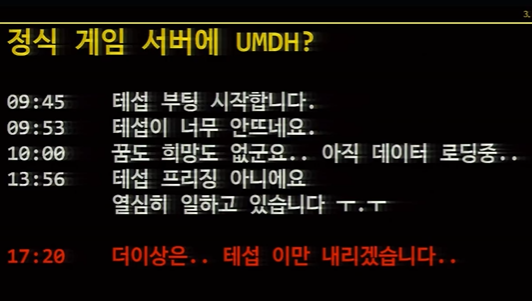 3.
정식 게임 서버에 UMDH?
09:45 테섭 부팅 시작합니다.
09:53 테섭이 너무 안뜨네요.
10:00 꿈도 희망도 없군요.. 아직 데이터 로딩중..
13:56 테섭 프리징 아니에요
열심히 일하고 있습니다 ㅜ.ㅜ
17:20 더이상은.. 테섭 이만 내리겠습니다..